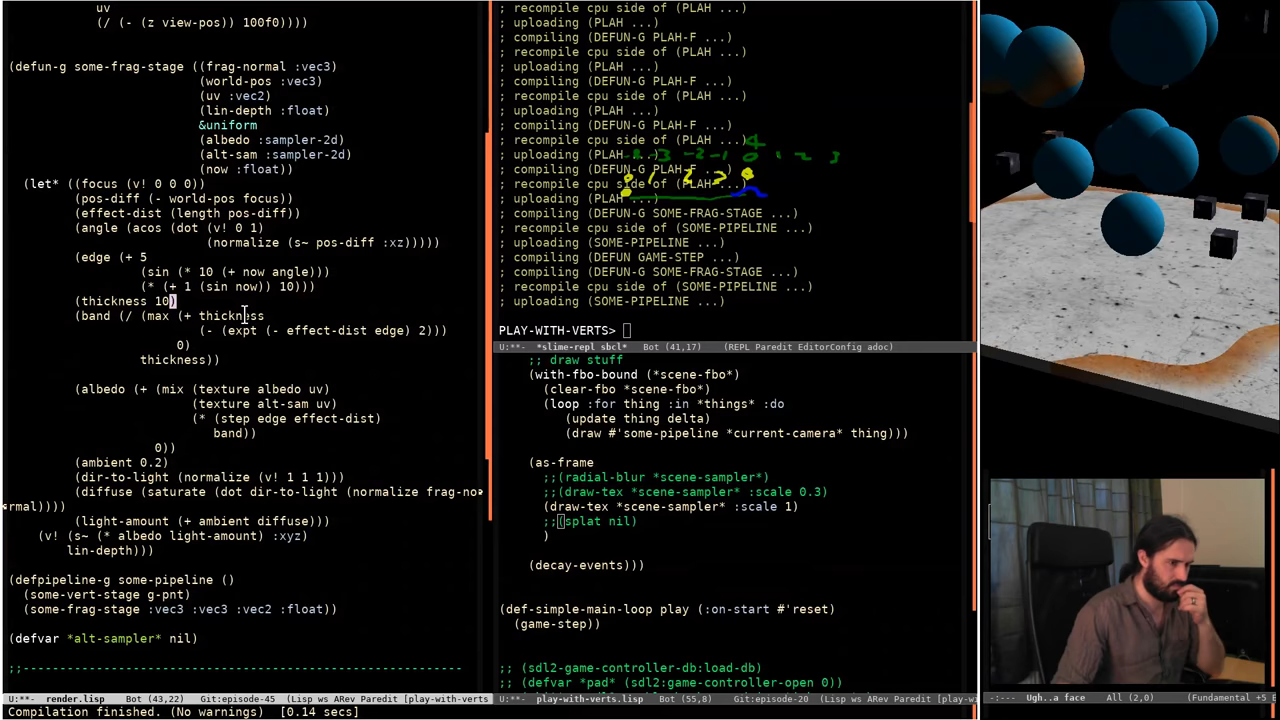 uv
(/ (- (z view-pos)) 100f0))))
(defun-g some-frag-stage ((frag-normal :vec3)
(world-pos :vec3)
(uv :vec2)
(lin-depth :float)
&uniform
(albedo :sampler-2d)
(alt-sam :sampler-2d)
(now :float))
(let* ((focus (v! 0 0 0))
(pos-diff (- world-pos focus))
(effect-dist (length pos-diff))
(angle (acos (dot (v! 0 1)
(normalize (s~ pos-diff :xz)))))
(edge (+ 5
(sin (* 10 (+ now angle)))
(* (+ 1 (sin now)) 10)))
(thickness 10)
(band (/ (max (+ thickness
(- (expt (- effect-dist edge) 2)))
0)
thickness))
(albedo (+ (mix (texture albedo uv)
(texture alt-sam uv)
(* (step edge effect-dist)
band))
0))
(ambient 0.2)
(dir-to-light (normalize (v! 1 1 1)))
(diffuse (saturate (dot dir-to-light (normalize frag-no
rmal))))
(light-amount (+ ambient diffuse)))
(v! (s~ (* albedo light-amount) :xyz)
lin-depth)))
(defpipeline-g some-pipeline ()
(some-vert-stage g-pnt)
(some-frag-stage :vec3 :vec3 :vec2 :float))
(defvar *alt-sampler* nil)
;;-----------------------------------------------------
U:**- render.lisp Bot (43,22) Git:episode-45 (Lisp ws ARev Paredit [play-with-verts
Compilation finished. (No warnings) [0.14 secs]
; recompile cpu side of (PLAH ...)
; uploading (PLAH ...)
; compiling (DEFUN-G PLAH-F ...)
; recompile cpu side of (PLAH ...)
; uploading (PLAH ...)
; compiling (DEFUN-G PLAH-F ...)
; recompile cpu side of (PLAH ...)
; uploading (PLAH ...)
; compiling (DEFUN-G PLAH-F ...)
; recompile cpu side of (PLAH ...)
; uploading (PLAH ...)
; compiling (DEFUN-G PLAH-F ...)
; recompile cpu side of (PLAH ...)
; uploading (PLAH ...)
; compiling (DEFUN-G SOME-FRAG-STAGE ...)
; recompile cpu side of (SOME-PIPELINE ...)
; uploading (SOME-PIPELINE ...)
; compiling (DEFUN GAME-STEP ...)
; compiling (DEFUN-G SOME-FRAG-STAGE ...)
; recompile cpu side of (SOME-PIPELINE ...)
; uploading (SOME-PIPELINE ...)
PLAY-WITH-VERTS>
U:**- *slime-repl sbcl* Bot (41,17) (REPL Paredit EditorConfig adoc)
;; draw stuff
(with-fbo-bound (*scene-fbo*)
(clear-fbo *scene-fbo*)
(loop :for thing :in *things* :do
(update thing delta)
(draw #'some-pipeline *current-camera* thing)))
(as-frame
;;(radial-blur *scene-sampler*)
;;(draw-tex *scene-sampler* :scale 0.3)
(draw-tex *scene-sampler* :scale 1)
;;(splat nil)
)
(decay-events)))
(def-simple-main-loop play (:on-start #'reset)
(game-step))
;; (sdl2-game-controller-db:load-db)
;; (defvar *pad* (sdl2:game-controller-open 0))
U:**- play-with-verts.lisp Bot (55,8) Git:episode-20 (Lisp ws ARev Paredit [play-w
-:--- Ugh..a face All (2,0) (Fundamental +5